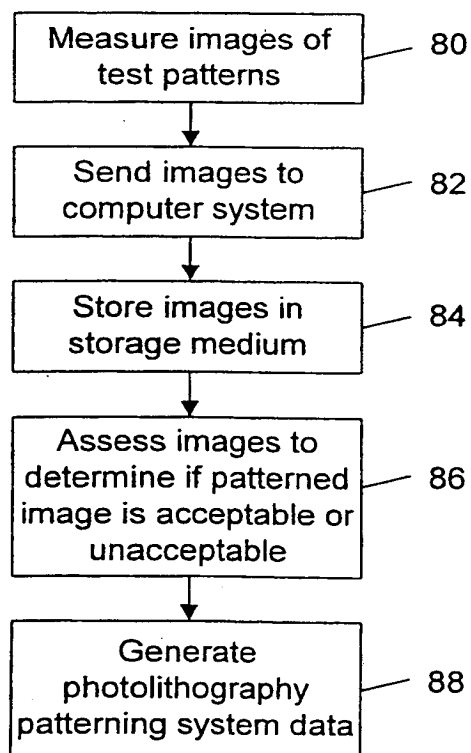 Measure images of
test patterns
80
Send images to
computer system
82
Store images in
storage medium
84
Assess images to
determine if patterned
image is acceptable or
unacceptable
86
Generate
photolithography
patterning system data
88